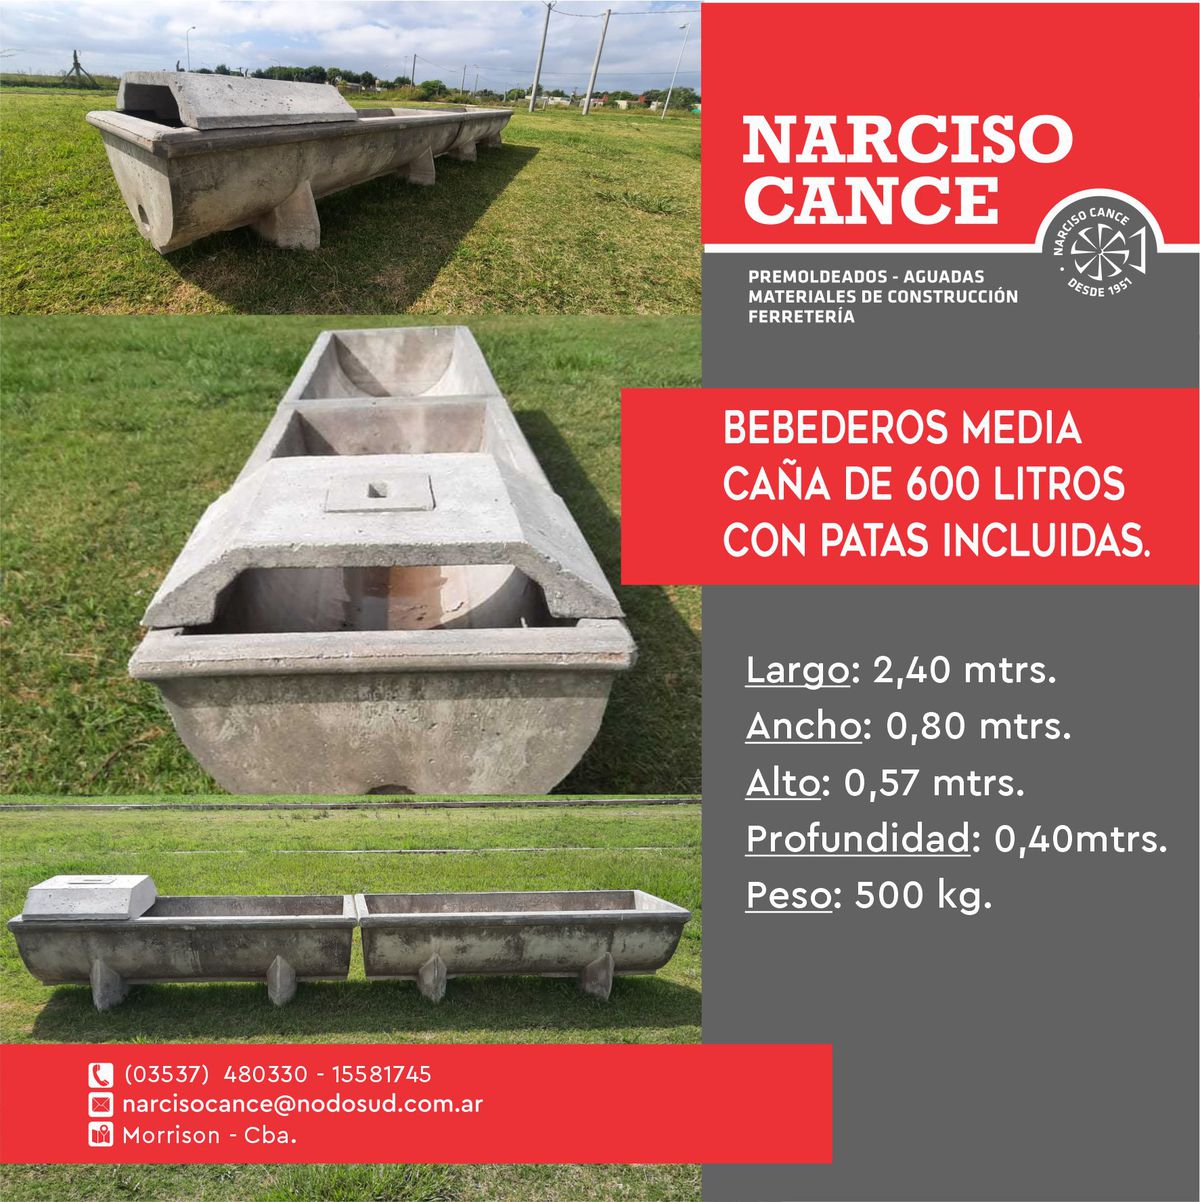 NARCISO
CANCE
NARCISO CANCE
DESDE 1951
PREMOLDEADOS - AGUADAS
MATERIALES DE CONSTRUCCIÓN
FERRETERÍA
BEBEDEROS MEDIA
CAÑA DE 600 LITROS
CON PATAS INCLUIDAS.
Largo: 2,40 mtrs.
Ancho: 0,80 mtrs.
Alto: 0,57 mtrs.
Profundidad: 0,40mtrs.
Peso: 500 kg.
(03537) 480330 - 15581745
narcisocance@nodosud.com.ar
Morrison - Cba.